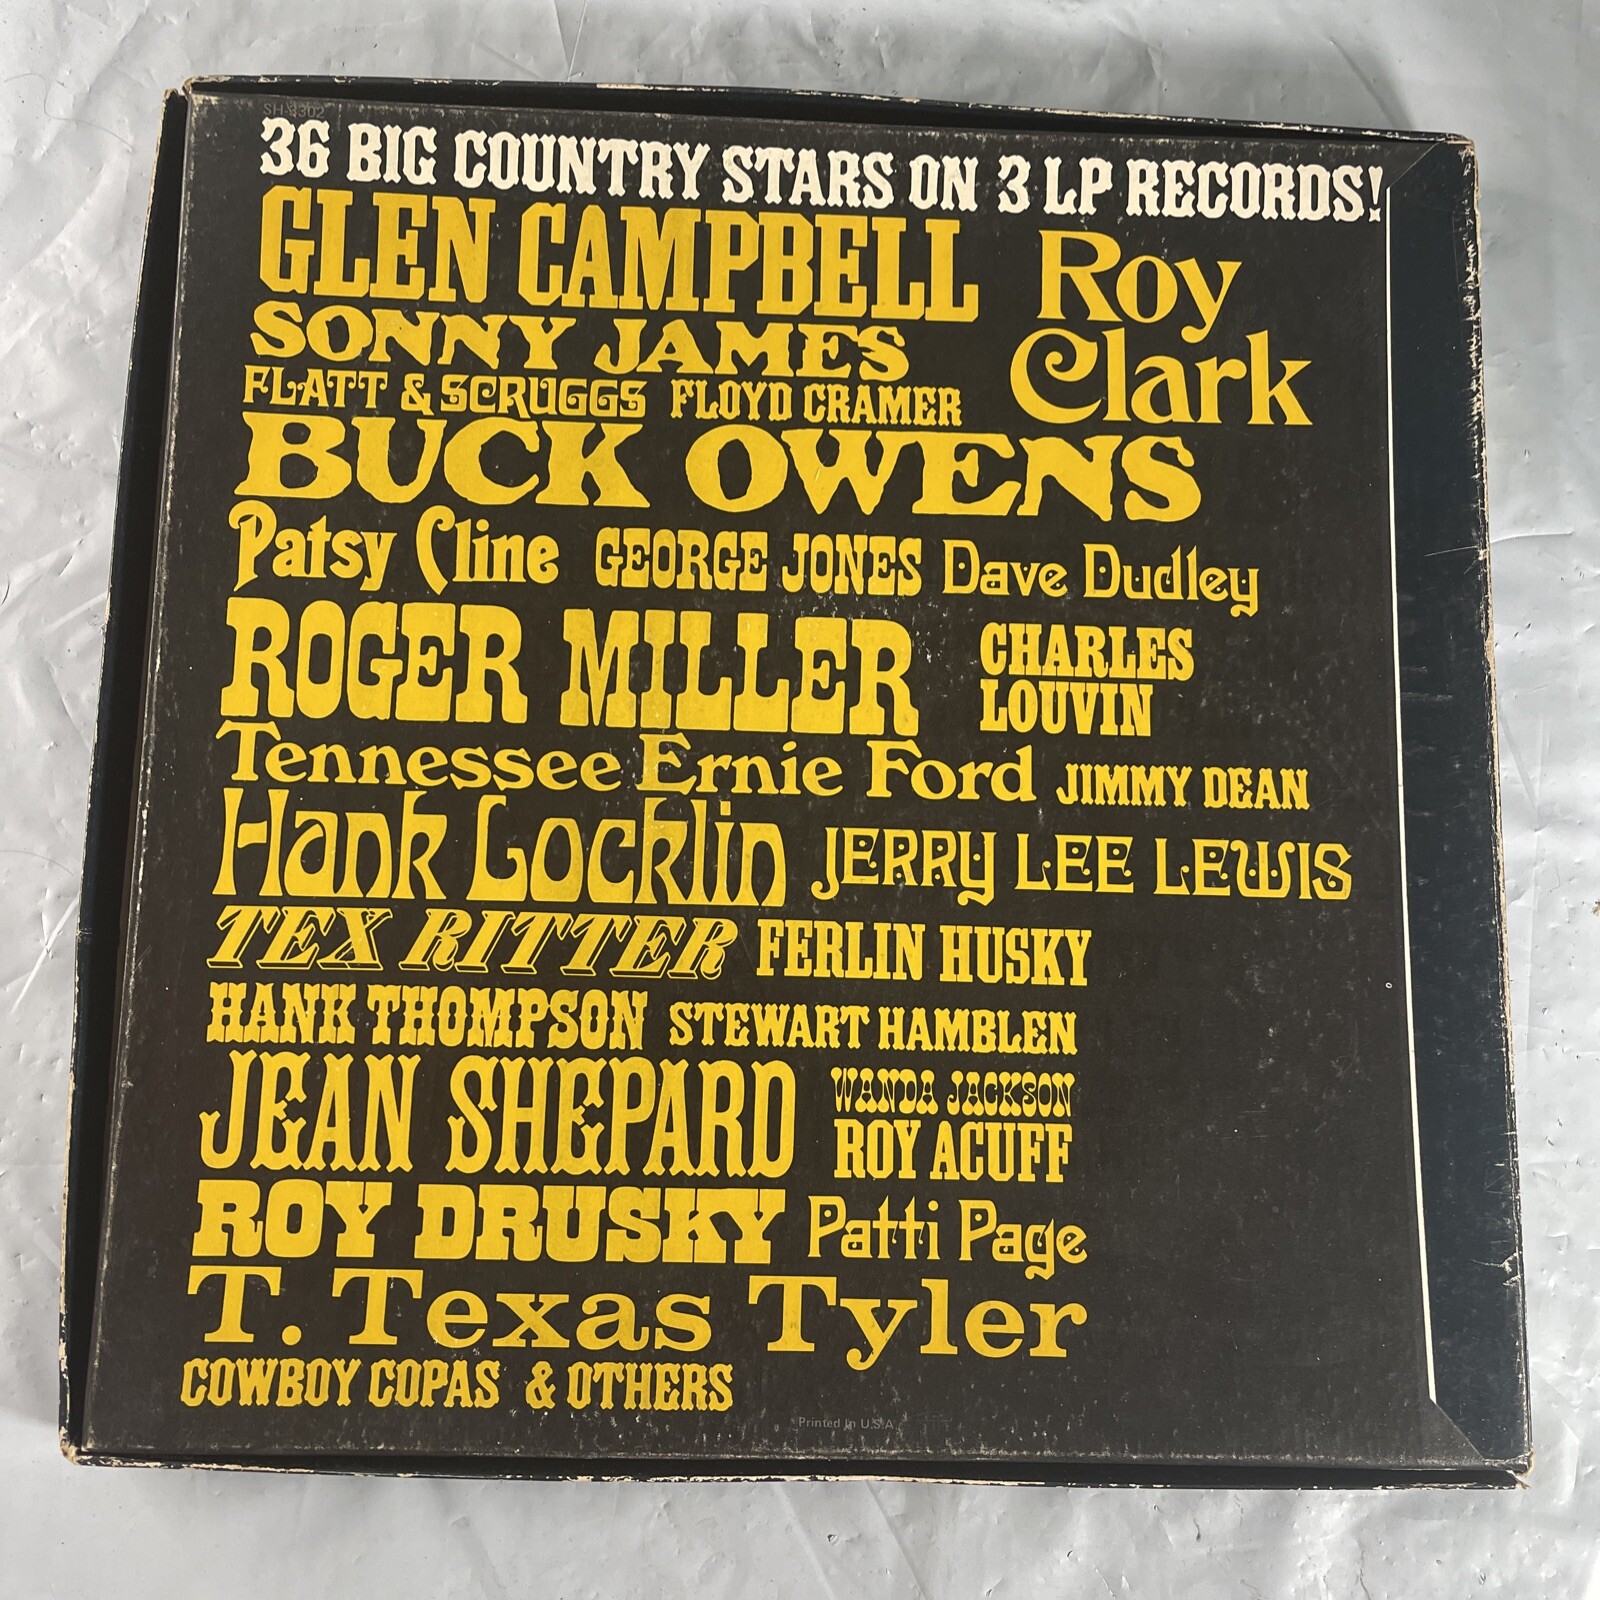 SH-3302
36 BIG COUNTRY STARS ON 3 LP RECORDS!
GLEN CAMPBELL
Roy
Clark
SONNY JAMES
FLATT & SCRUGGS FLOYD CRAMER
BUCK OWENS
Patsy Cline GEORGE JONES Dave Dudley
ROGER MILLER
CHARLES
LOUVIN
Tennessee Ernie Ford JIMMY DEAN
Hank Locklin JERRY LEE LEWIS
TEX RITTER FERLIN HUSKY
HANK THOMPSON STEWART HAMBLEN
JEAN SHEPARD
WANDA JACKSON
ROY ACUFF
ROY DRUSKY Patti Page
T. Texas Tyler
COWBOY COPAS & OTHERS
Printed In U.S.A